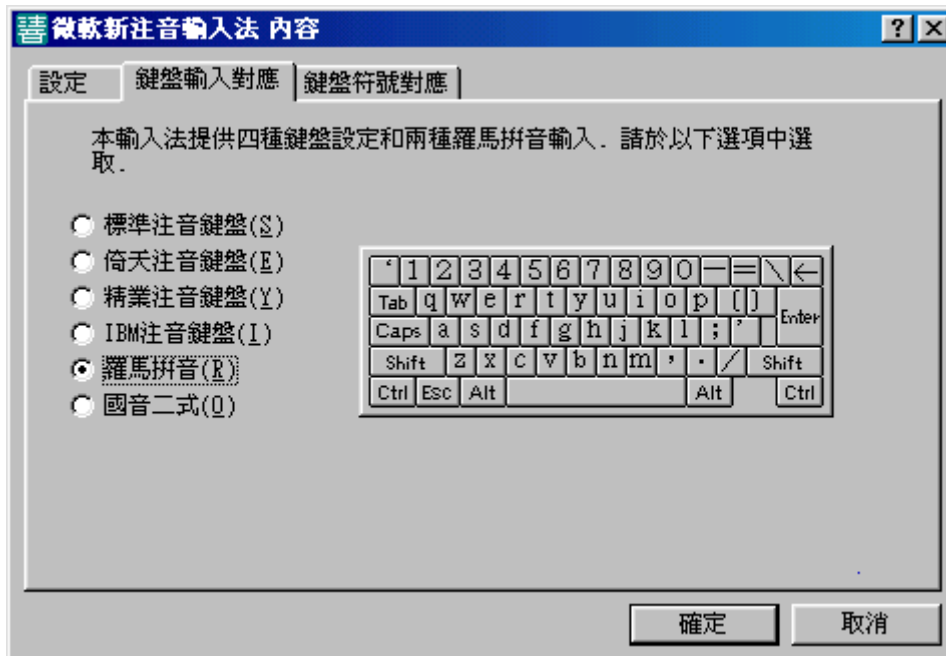 微軟新注音輸入法 內容
設定 鍵盤輸入對應 鍵盤符號對應
本輸入法提供四種鍵盤設定和兩種羅馬拼音輸入. 請於以下選項中選
取.
標準注音鍵盤(S)
倚天注音鍵盤(E)
精業注音鍵盤(Y)
IBM注音鍵盤(I)
羅馬拼音(R)
國音二式(O)
‘ 1 2 3 4 5 6 7 8 9 0 — = \ ←
Tab q w e r t y u i o p [ ]
Enter
Caps a s d f g h j k l ; '
Shift z x c v b n m , . / Shift
Ctrl Esc Alt Alt Ctrl
確定 取消